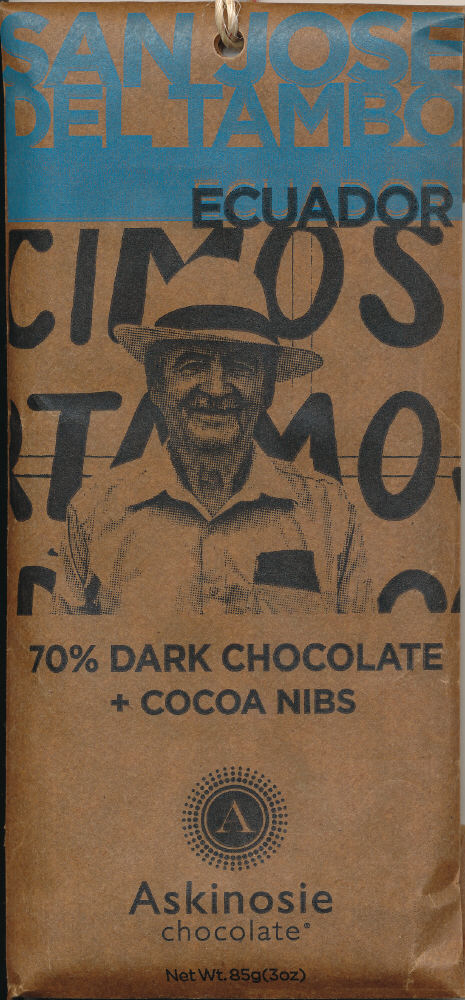 SAN JOSE
DEL TAMBO
ECUADOR
CIMOS
RTAMOS
70% DARK CHOCOLATE
+ COCOA NIBS
A
Askinosie
chocolate®
Net Wt. 85g(3oz)